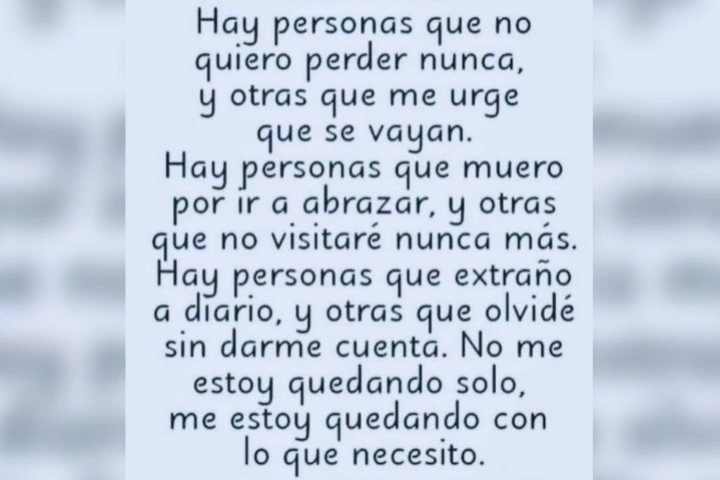 Hay personas que no
quiero perder nunca,
y otras que me urge
que se vayan.
Hay personas que muero
por ir a abrazar, y otras
que no visitaré nunca más.
Hay personas que extraño
a diario, y otras que olvidé
sin darme cuenta. No me
estoy quedando solo,
me estoy quedando con
lo que necesito.